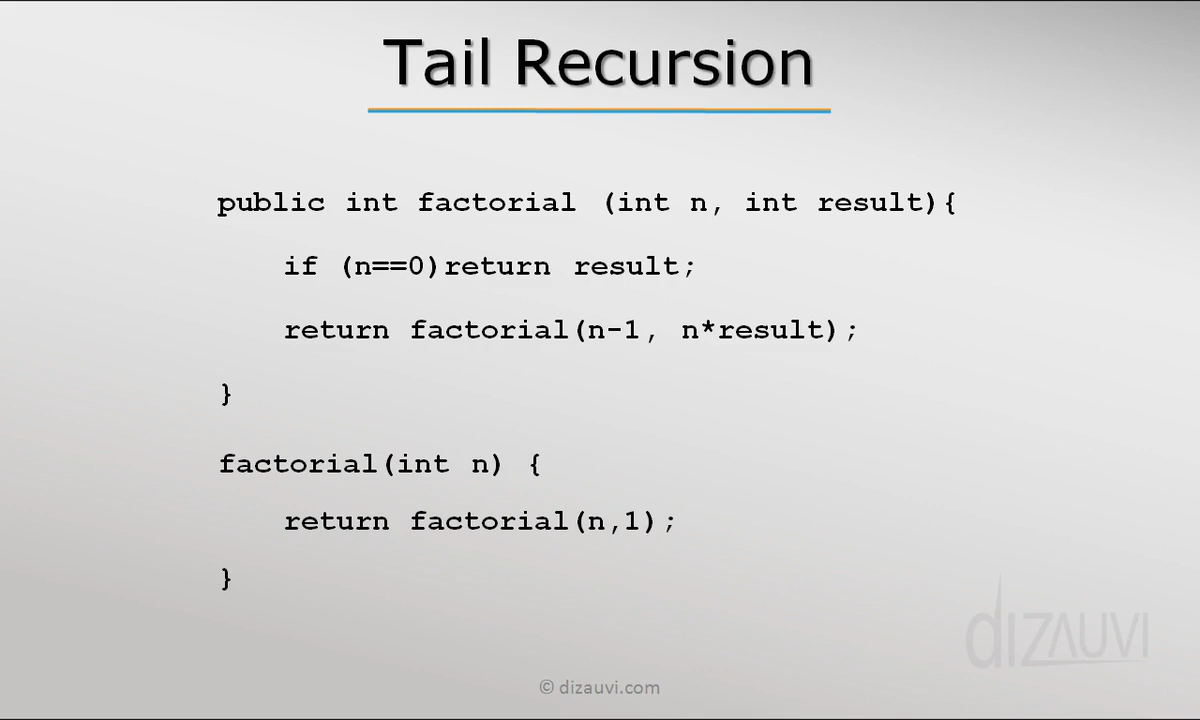 Tail Recursion
public int factorial (int n, int result){
if (n==0)return result;
return factorial(n-1, n*result);
}
factorial(int n) {
return factorial(n,1);
}
dizauvi
© dizauvi.com